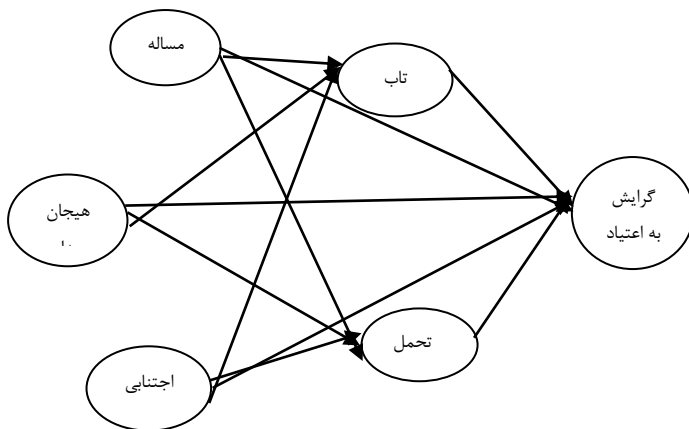 مساله
تاب
هیجان
گرایش
به اعتیاد
تحمل
اجتنابی